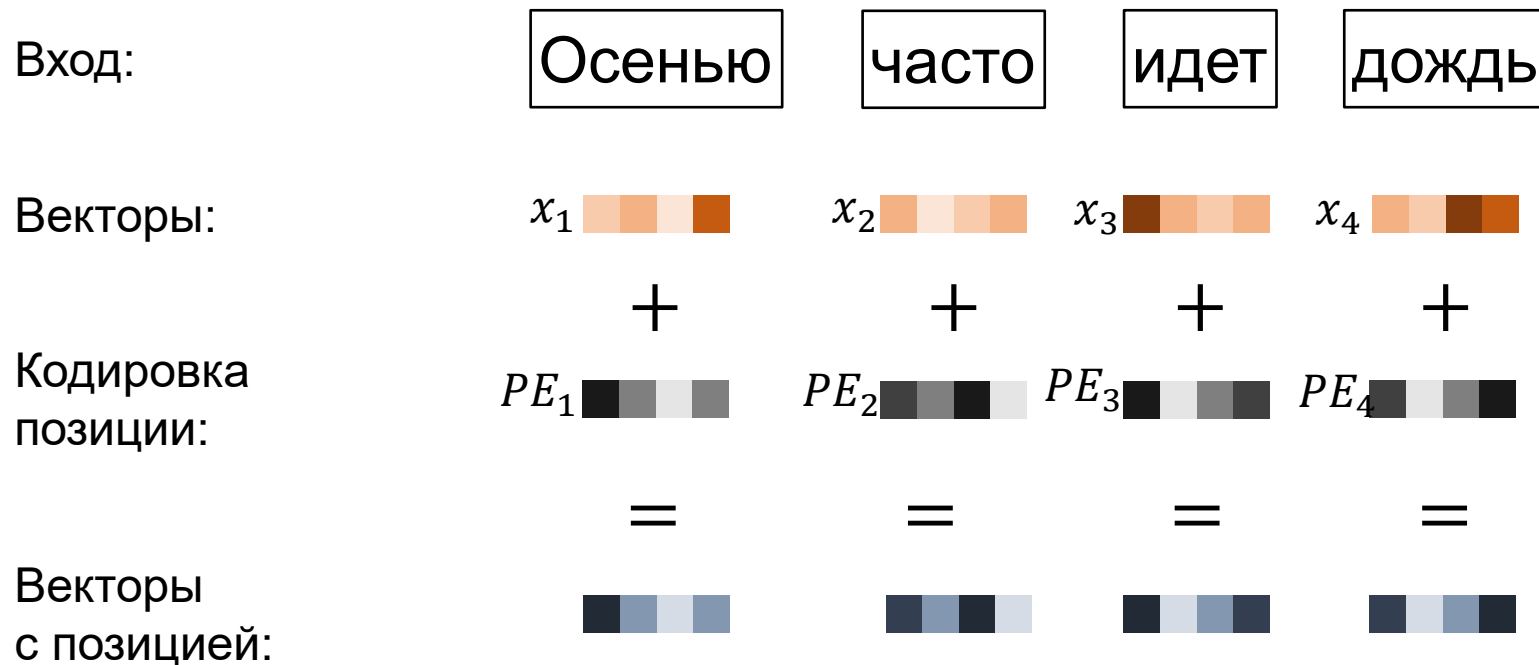 Вход: Осенью часто идет дождь
Векторы: x₁ x₂ x₃ x₄
+ + + +
Кодировка
позиции: PE₁ PE₂ PE₃ PE₄
= = = =
Векторы
с позицией: